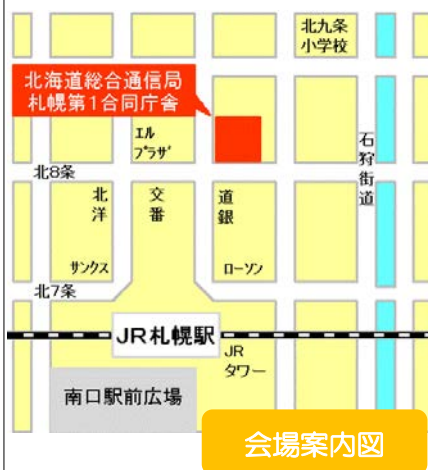 北九条
小学校
北海道総合通信局
札幌第1合同庁舎
エル
プラザ
石狩街道
北8条
北洋
交番
道銀
サンクス
ローソン
北7条
JR札幌駅
JR
タワー
南口駅前広場
会場案内図